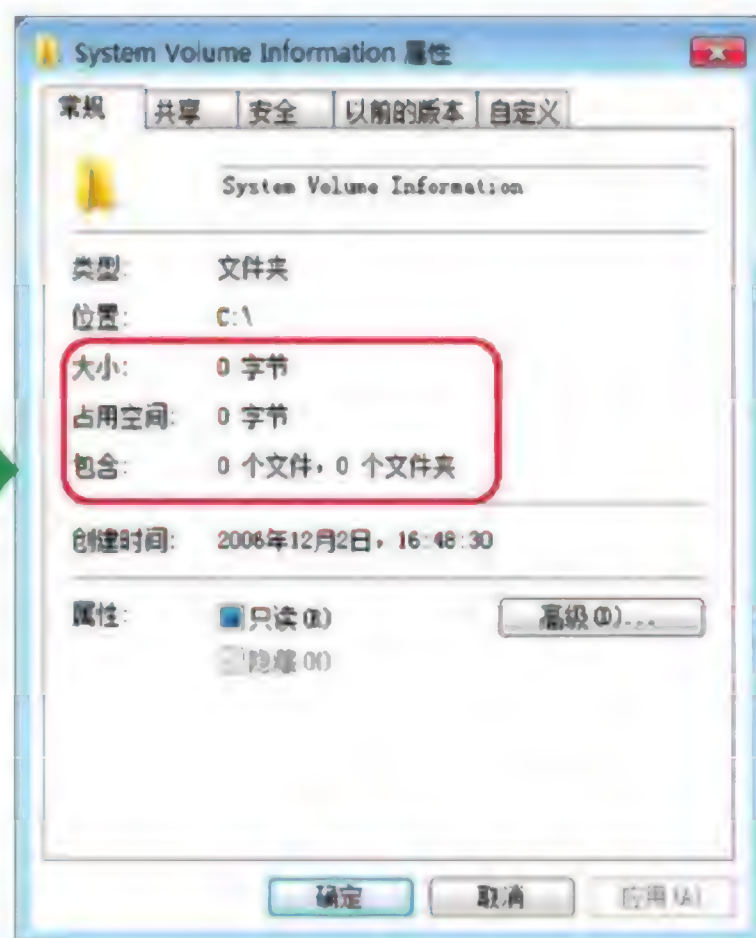 System Volume Information 属性
常规 共享 安全 以前的版本 自定义
System Volume Information
类型: 文件夹
位置: C:\
大小: 0 字节
占用空间: 0 字节
包含: 0 个文件，0 个文件夹
创建时间: 2006年12月2日，16:48:30
属性: 只读(R) 高级(D)...
隐藏(H)
确定 取消 应用(A)